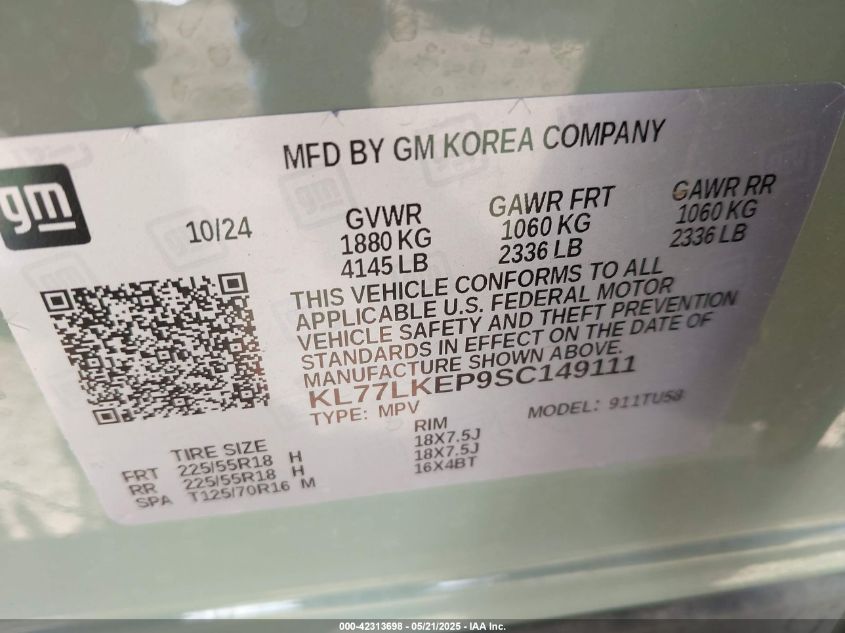 MFD BY GM KOREA COMPANY
gm
10/24
GVWR
1880 KG
4145 LB
GAWR FRT
1060 KG
2336 LB
GAWR RR
1060 KG
2336 LB
THIS VEHICLE CONFORMS TO ALL
APPLICABLE U.S. FEDERAL MOTOR
VEHICLE SAFETY AND THEFT PREVENTION
STANDARDS IN EFFECT ON THE DATE OF
MANUFACTURE SHOWN ABOVE.
KL77LKEP9SC149111
TYPE: MPV
MODEL: 911TU58
TIRE SIZE
RIM
FRT 225/55R18 H 18X7.5J
RR 225/55R18 H 18X7.5J
SPA T125/70R16 M 16X4BT
000-42313698 - 05/21/2025 - IAA Inc.